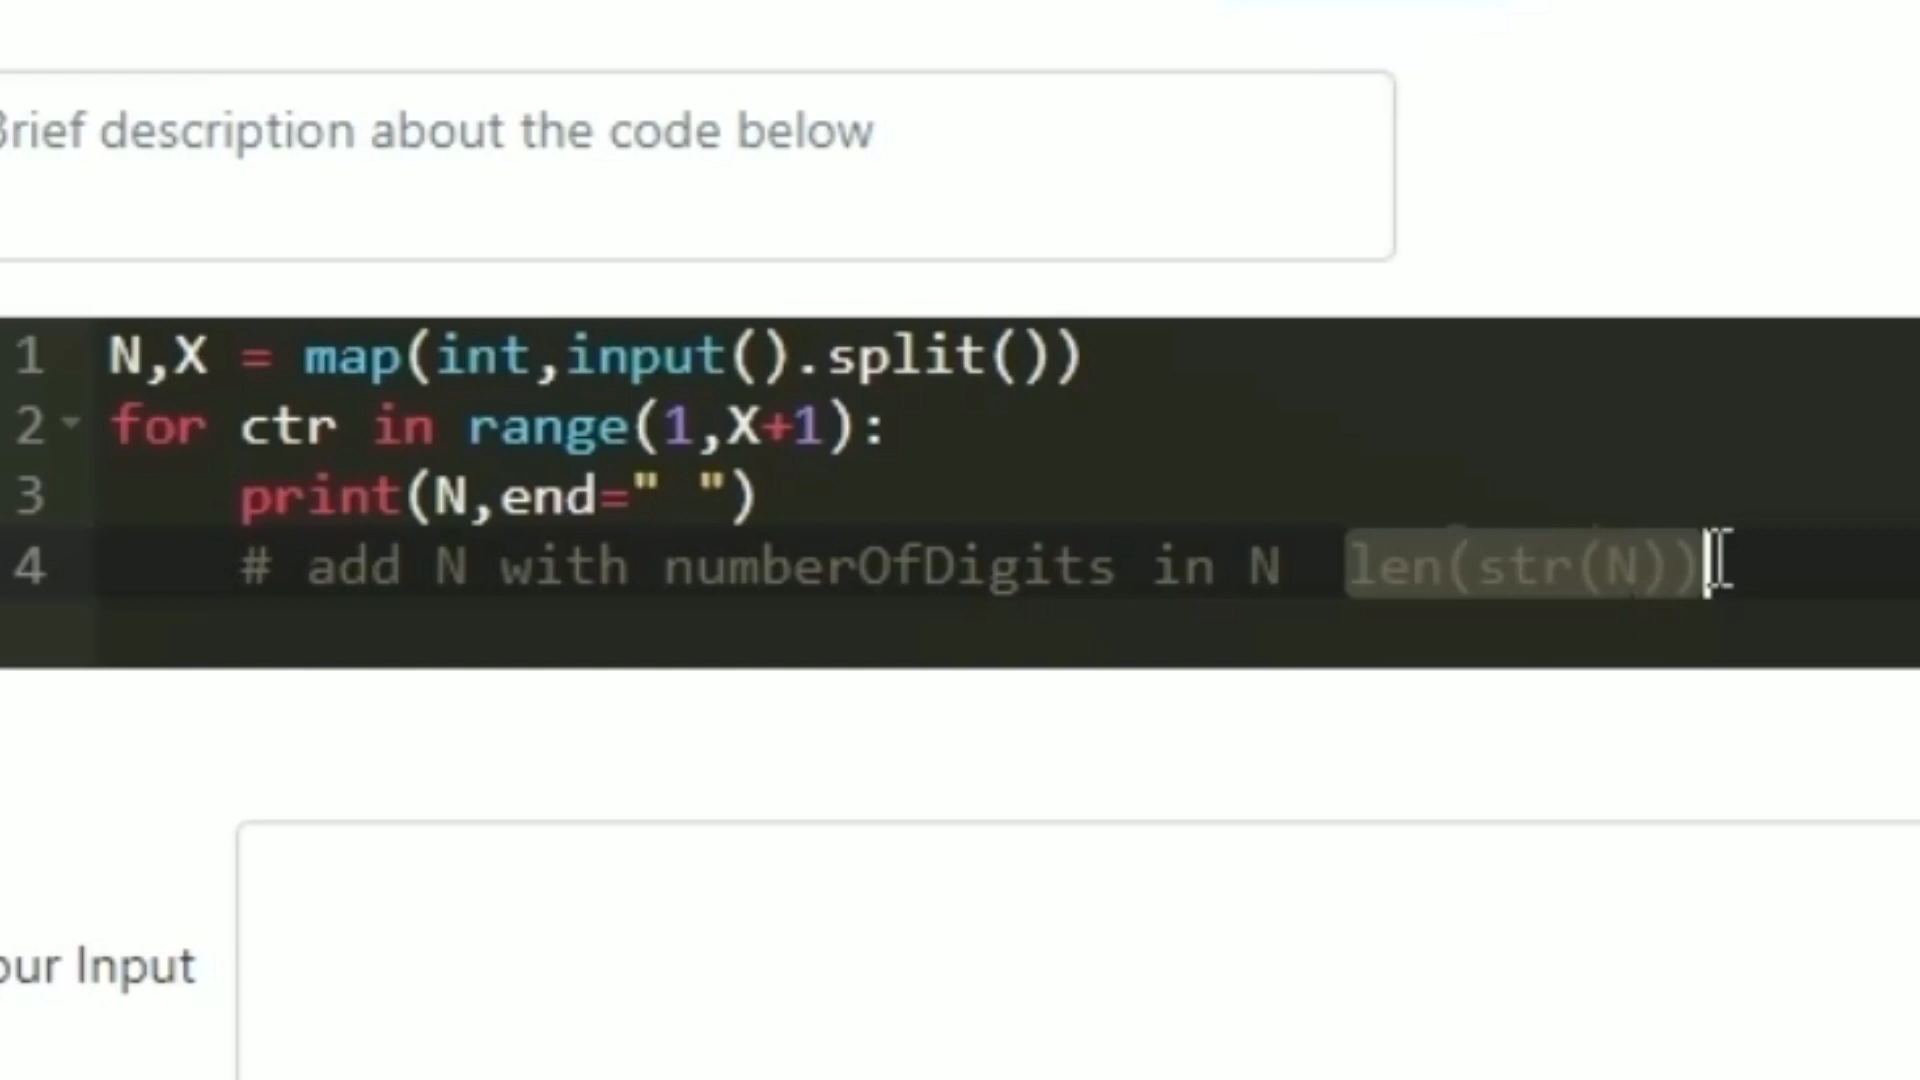 Brief description about the code below
1 N,X = map(int,input().split())
2 for ctr in range(1,X+1):
3 print(N,end=" ")
4 # add N with numberOfDigits in N  len(str(N))
our Input